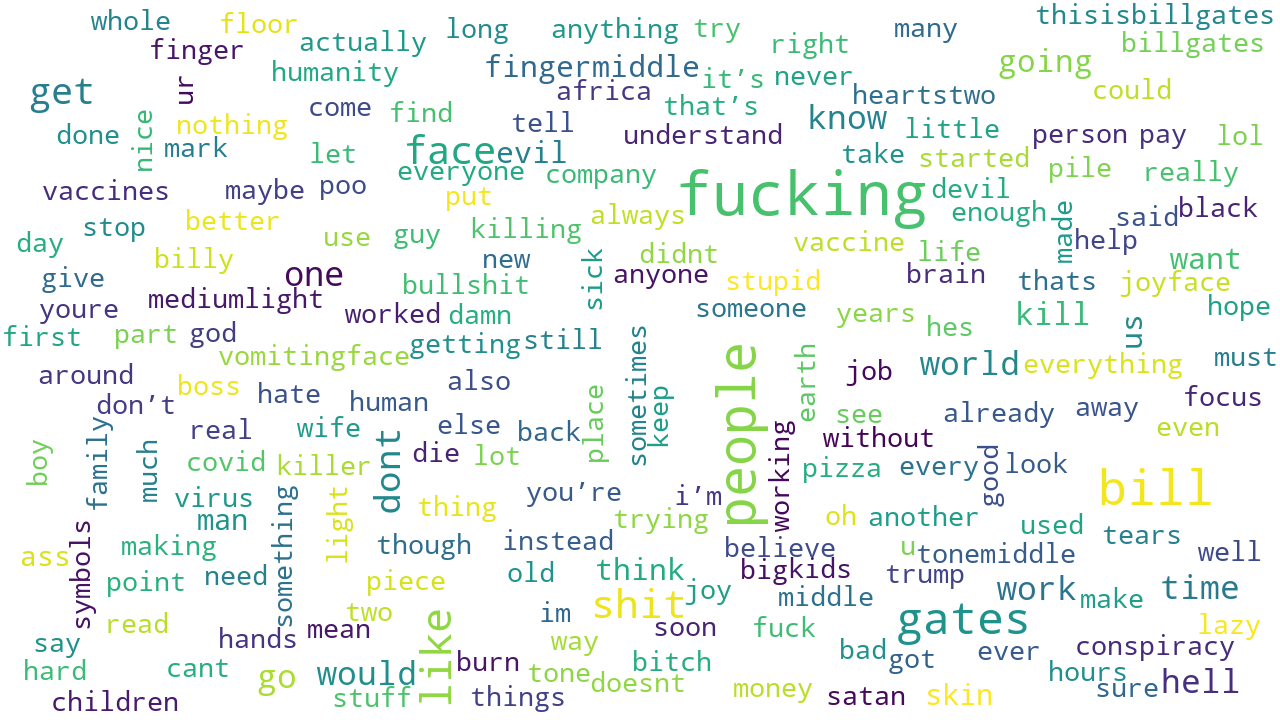 whole
floor
actually
long
anything
try
right
many
thisisbillgates
billgates
finger
humanity
fingermiddle
it’s
never
going
could
get
ur
come
find
africa
that’s
heartstwo
know
little
done
nice
nothing
mark
let
tell
understand
person
pay
lol
face
evil
take
started
pile
really
everyone
company
vaccines
maybe
poo
put
fucking
devil
enough
made
said
black
stop
better
use
guy
killing
always
didnt
vaccine
life
help
day
billy
new
sick
want
give
one
bullshit
anyone
stupid
brain
thats
joyface
youre
mediumlight
worked
damn
someone
years
hes
kill
us
hope
first
part
god
vomitingface
getting
still
sometimes
people
earth
world
everything
must
around
boss
hate
also
keep
job
don’t
human
place
see
already
away
focus
family
real
wife
else
back
working
without
even
boy
much
covid
killer
dont
die
lot
pizza
every
good
look
virus
something
light
thing
you’re
i’m
bill
man
trying
oh
another
used
tears
ass
symbols
making
though
instead
believe
u
tonemiddle
well
point
need
piece
old
think
bigkids
trump
joy
middle
work
make
time
read
two
im
shit
gates
lazy
say
hands
mean
like
way
soon
fuck
bad
got
ever
conspiracy
hard
cant
go
would
burn
tone
doesnt
bitch
hours
hell
children
stuff
things
money
satan
skin
sure